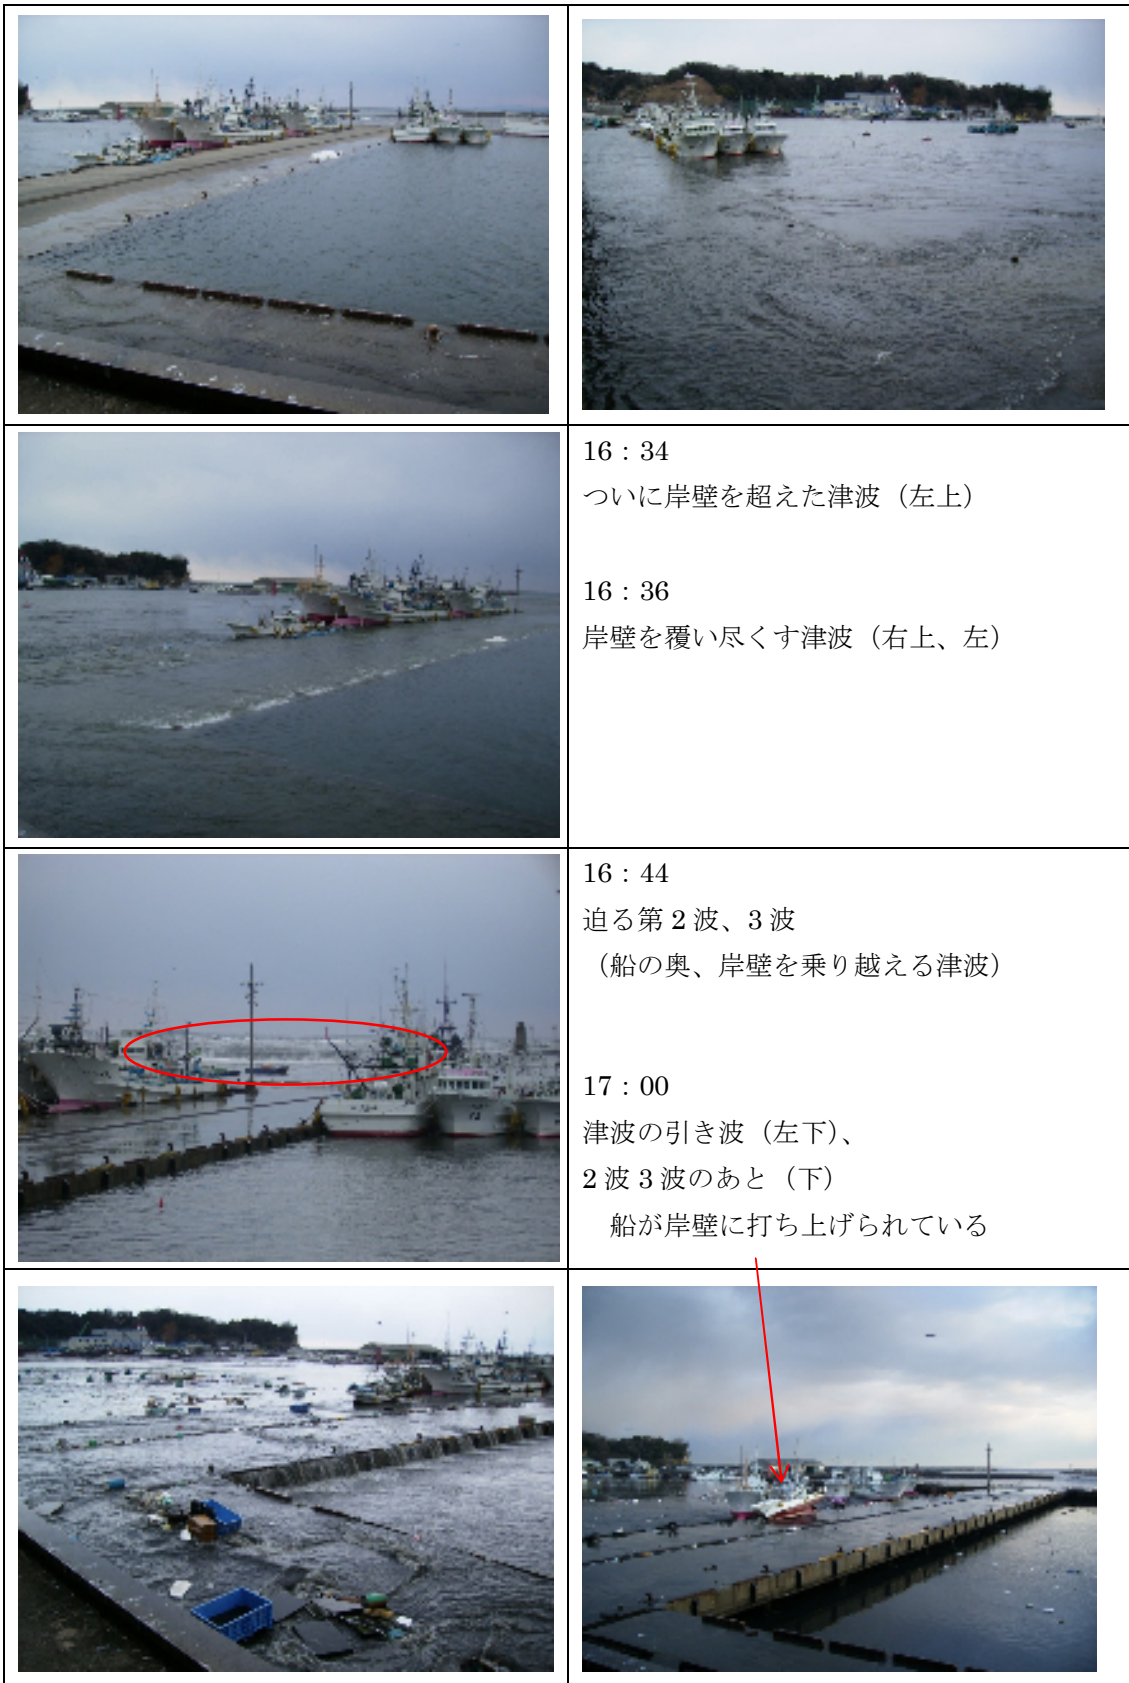 16：34
ついに岸壁を超えた津波（左上）
16：36
岸壁を覆い尽くす津波（右上、左）
16：44
迫る第2波、3波
（船の奥、岸壁を乗り越える津波）
17：00
津波の引き波（左下）、
2波3波のあと（下）
船が岸壁に打ち上げられている